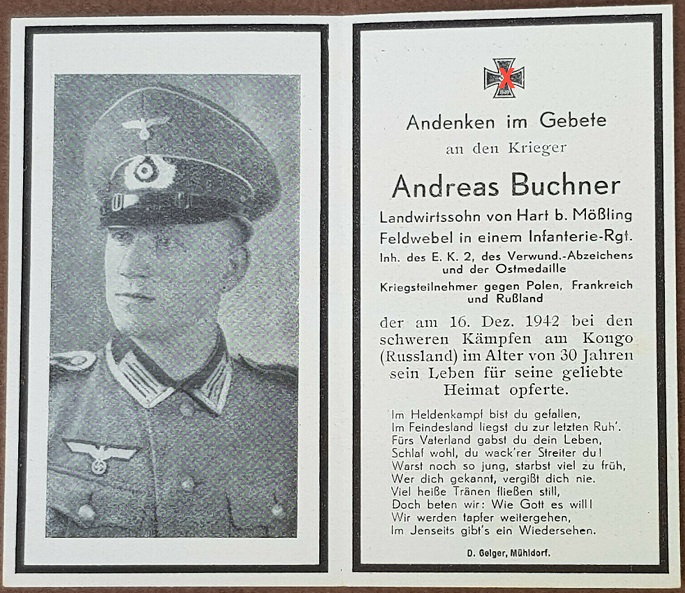 Andenken im Gebete
an den Krieger
Andreas Buchner
Landwirtssohn von Hart b. Mößling
Feldwebel in einem Infanterie-Rgt.
Inh. des E. K. 2, des Verwund.-Abzeichens
und der Ostmedaille
Kriegsteilnehmer gegen Polen, Frankreich
und Rußland
der am 16. Dez. 1942 bei den
schweren Kämpfen am Kongo
(Russland) im Alter von 30 Jahren
sein Leben für seine geliebte
Heimat opferte.
Im Heldenkampf bist du gefallen,
Im Feindesland liegst du zur letzten Ruh'.
Fürs Vaterland gabst du dein Leben,
Schlaf wohl, du wack'rer Streiter du!
Warst noch so jung, starbst viel zu früh,
Wer dich gekannt, vergißt dich nie.
Viel heiße Tränen fließen still,
Doch beten wir: Wie Gott es will!
Wir werden tapfer weitergehen,
Im Jenseits gibt's ein Wiedersehen.
D. Geiger, Mühldorf.